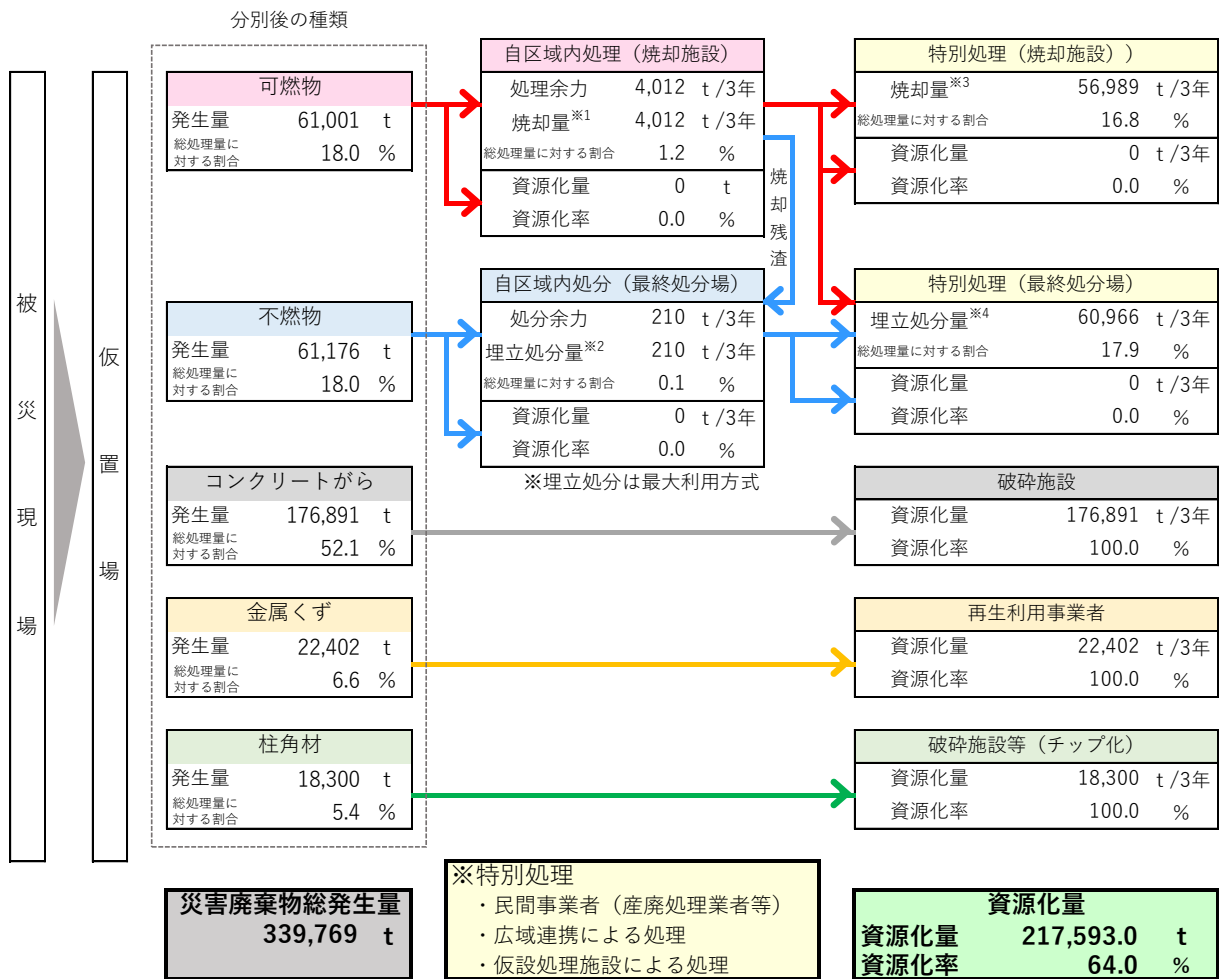 分別後の種類
被災現場
仮置場
可燃物
発生量 61,001 t
総処理量に
対する割合 18.0 %
不燃物
発生量 61,176 t
総処理量に
対する割合 18.0 %
コンクリートがら
発生量 176,891 t
総処理量に
対する割合 52.1 %
金属くず
発生量 22,402 t
総処理量に
対する割合 6.6 %
柱角材
発生量 18,300 t
総処理量に
対する割合 5.4 %
自区域内処理（焼却施設）
処理余力 4,012 t/3年
焼却量※1 4,012 t/3年
総処理量に対する割合 1.2 %
資源化量 0 t
資源化率 0.0 %
焼却残渣
自区域内処分（最終処分場）
処分余力 210 t/3年
埋立処分量※2 210 t/3年
総処理量に対する割合 0.1 %
資源化量 0 t/3年
資源化率 0.0 %
※埋立処分は最大利用方式
特別処理（焼却施設））
焼却量※3 56,989 t/3年
総処理量に対する割合 16.8 %
資源化量 0 t/3年
資源化率 0.0 %
特別処理（最終処分場）
埋立処分量※4 60,966 t/3年
総処理量に対する割合 17.9 %
資源化量 0 t/3年
資源化率 0.0 %
破砕施設
資源化量 176,891 t/3年
資源化率 100.0 %
再生利用事業者
資源化量 22,402 t/3年
資源化率 100.0 %
破砕施設等（チップ化）
資源化量 18,300 t/3年
資源化率 100.0 %
災害廃棄物総発生量
339,769 t
※特別処理
・民間事業者（産廃処理業者等）
・広域連携による処理
・仮設処理施設による処理
資源化量
資源化量 217,593.0 t
資源化率 64.0 %